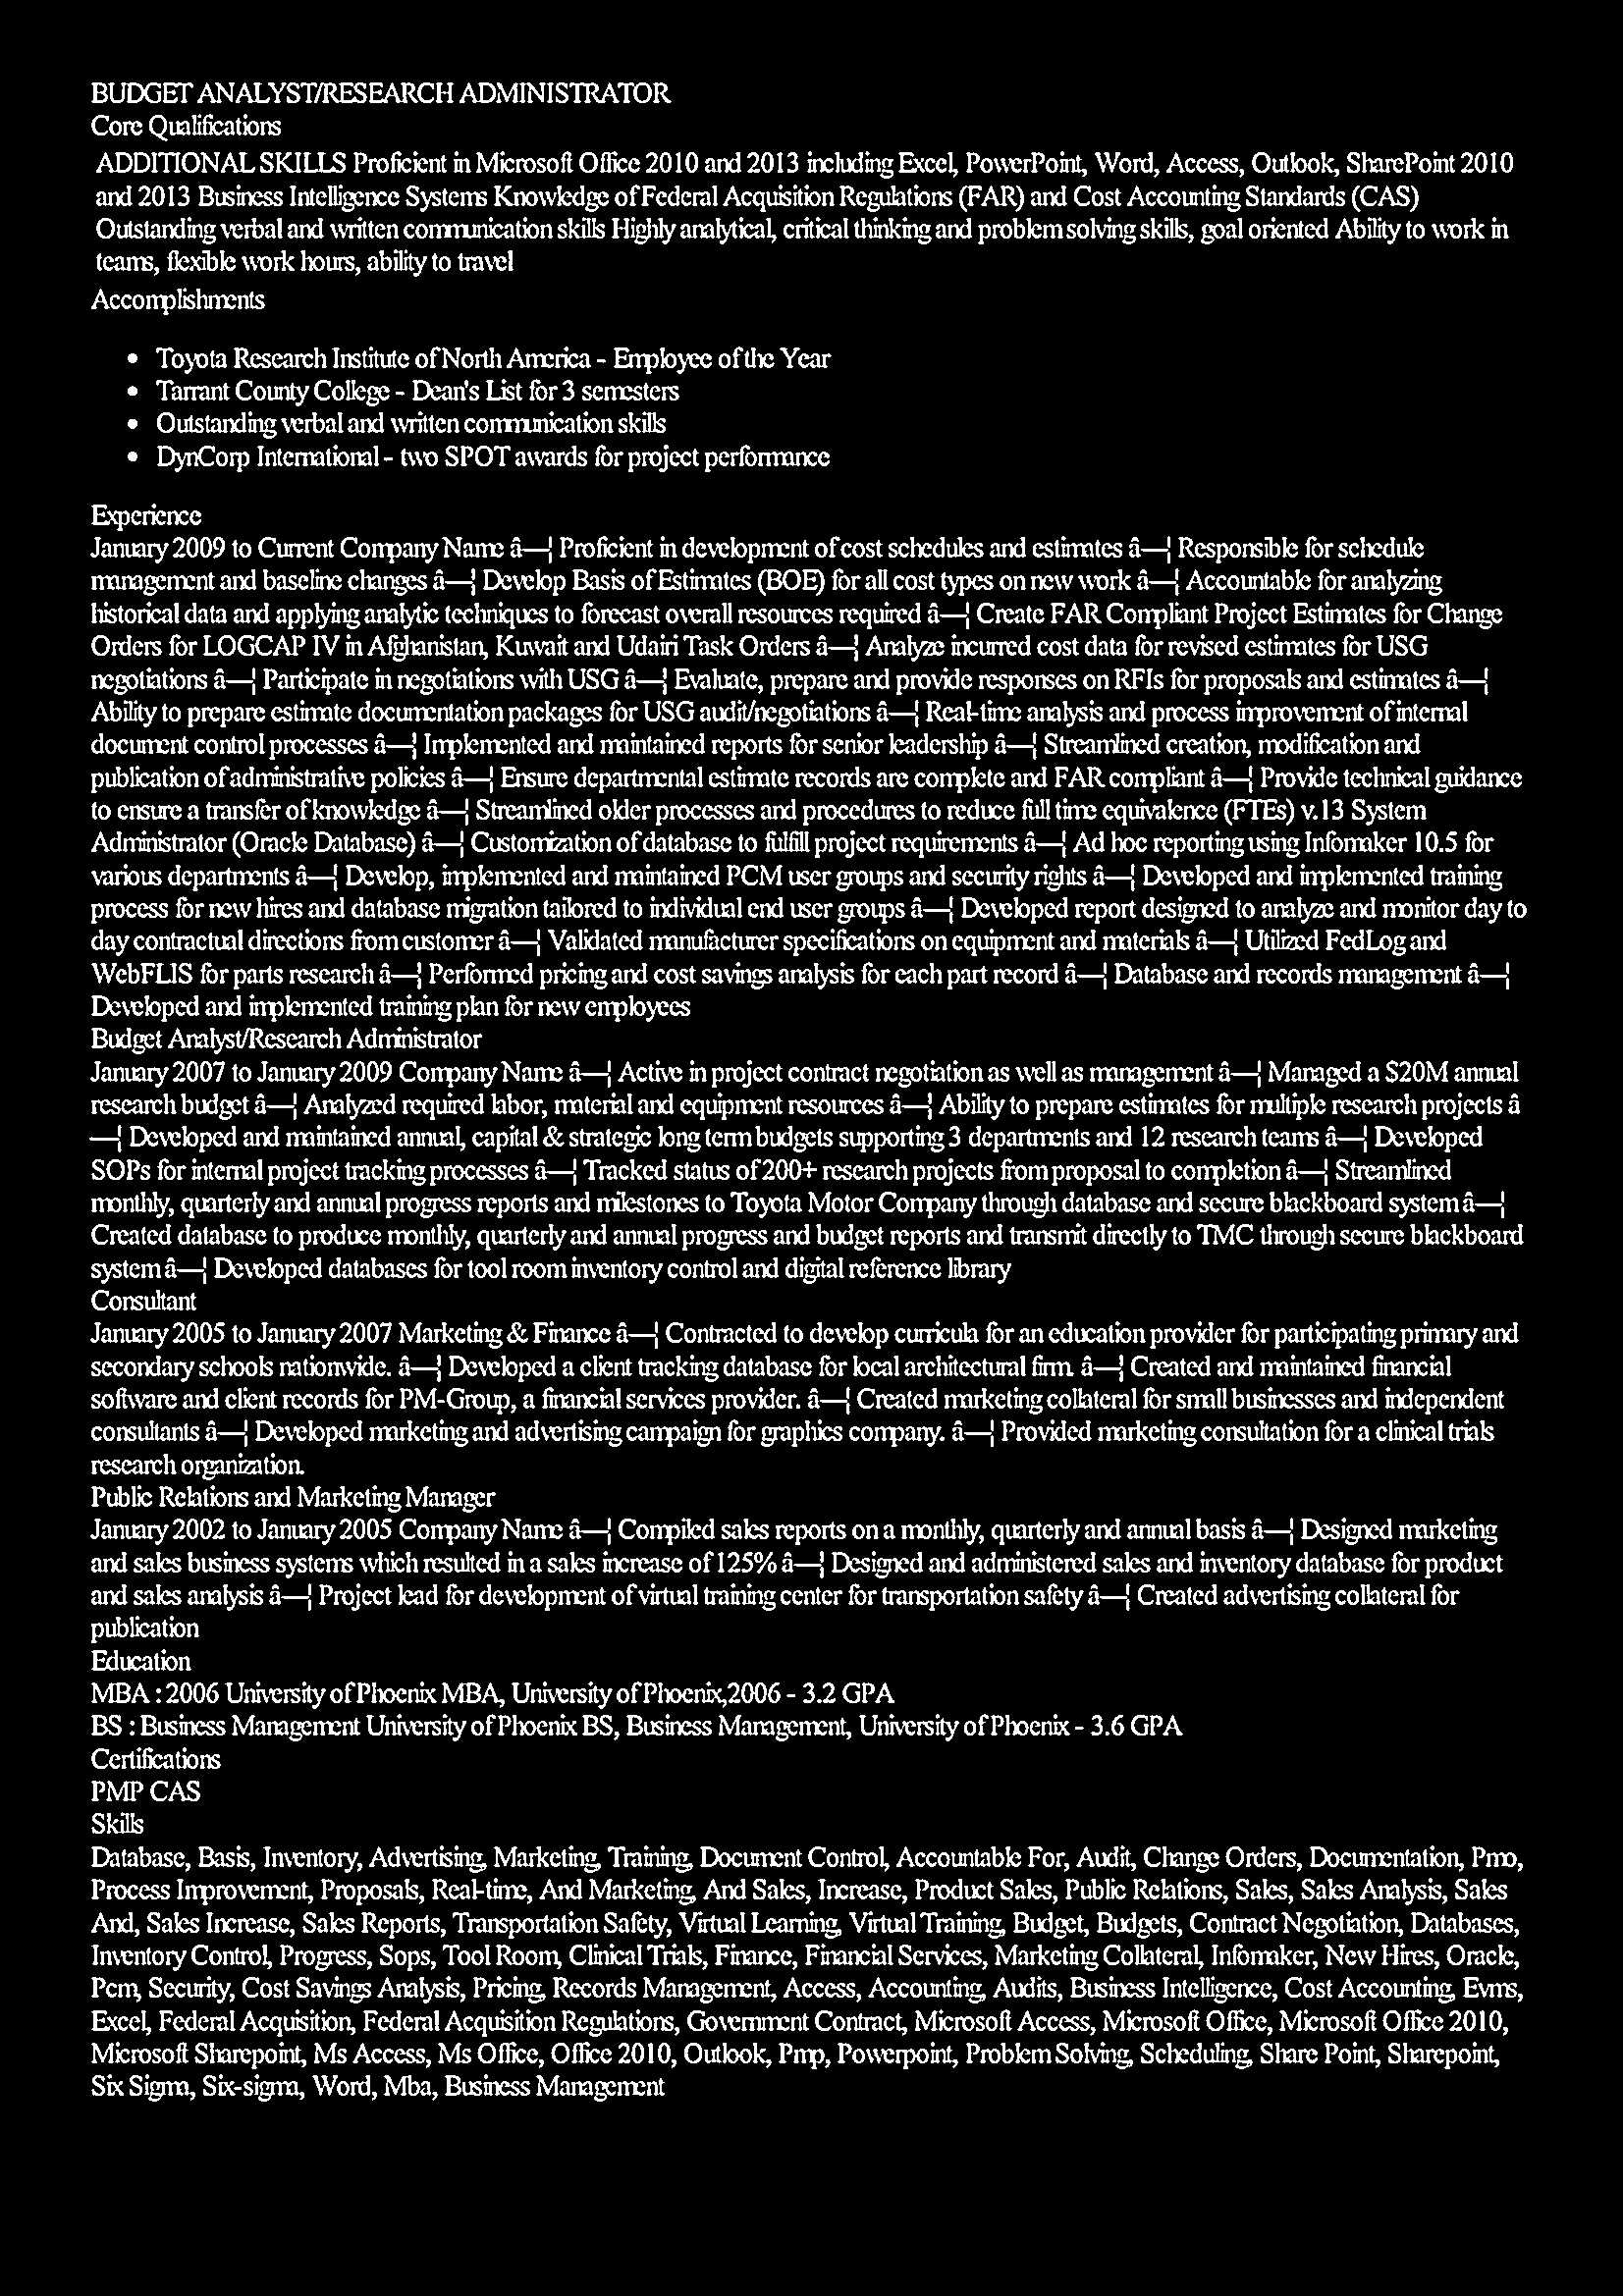 BUDGET ANALYST/RESEARCH ADMINISTRATOR
Core Qualifications
ADDITIONAL SKILLS Proficient in Microsoft Office 2010 and 2013 including Excel, PowerPoint, Word, Access, Outlook, SharePoint 2010
and 2013 Business Intelligence Systems Knowledge of Federal Acquisition Regulations (FAR) and Cost Accounting Standards (CAS)
Outstanding verbal and written communication skills Highly analytical, critical thinking and problem solving skills, goal oriented Ability to work in
teams, flexible work hours, ability to travel
Accomplishments
• Toyota Research Institute of North America - Employee of the Year
• Tarrant County College - Dean's List for 3 semesters
• Outstanding verbal and written communication skills
• DynCorp International - two SPOT awards for project performance
Experience
January 2009 to Current Company Name â—¦ Proficient in development of cost schedules and estimates â—¦ Responsible for schedule
management and baseline changes â—¦ Develop Basis of Estimates (BOE) for all cost types on new work â—¦ Accountable for analyzing
historical data and applying analytic techniques to forecast overall resources required â—¦ Create FAR Compliant Project Estimates for Change
Orders for LOGCAP IV in Afghanistan, Kuwait and Udairi Task Orders â—¦ Analyze incurred cost data for revised estimates for USG
negotiations â—¦ Participate in negotiations with USG â—¦ Evaluate, prepare and provide responses on RFIs for proposals and estimates â—¦
Ability to prepare estimate documentation packages for USG audit/negotiations â—¦ Real-time analysis and process improvement of internal
document control processes â—¦ Implemented and maintained reports for senior leadership â—¦ Streamlined creation, modification and
publication of administrative policies â—¦ Ensure departmental estimate records are complete and FAR compliant â—¦ Provide technical guidance
to ensure a transfer of knowledge â—¦ Streamlined older processes and procedures to reduce full time equivalence (FTEs) v.13 System
Administrator (Oracle Database) â—¦ Customization of database to fulfill project requirements â—¦ Ad hoc reporting using Infomaker 10.5 for
various departments â—¦ Develop, implemented and maintained PCM user groups and security rights â—¦ Developed and implemented training
process for new hires and database migration tailored to individual end user groups â—¦ Developed report designed to analyze and monitor day to
day contractual directions from customer â—¦ Validated manufacturer specifications on equipment and materials â—¦ Utilized FedLog and
WebFLIS for parts research â—¦ Performed pricing and cost savings analysis for each part record â—¦ Database and records management â—¦
Developed and implemented training plan for new employees
Budget Analyst/Research Administrator
January 2007 to January 2009 Company Name â—¦ Active in project contract negotiation as well as management â—¦ Managed a $20M annual
research budget â—¦ Analyzed required labor, material and equipment resources â—¦ Ability to prepare estimates for multiple research projects â
—¦ Developed and maintained annual, capital & strategic long term budgets supporting 3 departments and 12 research teams â—¦ Developed
SOPs for internal project tracking processes â—¦ Tracked status of 200+ research projects from proposal to completion â—¦ Streamlined
monthly, quarterly and annual progress reports and milestones to Toyota Motor Company through database and secure blackboard system â—¦
Created database to produce monthly, quarterly and annual progress and budget reports and transmit directly to TMC through secure blackboard
system â—¦ Developed databases for tool room inventory control and digital reference library
Consultant
January 2005 to January 2007 Marketing & Finance â—¦ Contracted to develop curricula for an education provider for participating primary and
secondary schools nationwide. â—¦ Developed a client tracking database for local architectural firm. â—¦ Created and maintained financial
software and client records for PM-Group, a financial services provider. â—¦ Created marketing collateral for small businesses and independent
consultants â—¦ Developed marketing and advertising campaign for graphics company. â—¦ Provided marketing consultation for a clinical trials
research organization.
Public Relations and Marketing Manager
January 2002 to January 2005 Company Name â—¦ Compiled sales reports on a monthly, quarterly and annual basis â—¦ Designed marketing
and sales business systems which resulted in a sales increase of 125% â—¦ Designed and administered sales and inventory database for product
and sales analysis â—¦ Project lead for development of virtual training center for transportation safety â—¦ Created advertising collateral for
publication
Education
MBA : 2006 University of Phoenix MBA, University of Phoenix,2006 - 3.2 GPA
BS : Business Management University of Phoenix BS, Business Management, University of Phoenix - 3.6 GPA
Certifications
PMP CAS
Skills
Database, Basis, Inventory, Advertising, Marketing, Training, Document Control, Accountable For, Audit, Change Orders, Documentation, Pmo,
Process Improvement, Proposals, Real-time, And Marketing, And Sales, Increase, Product Sales, Public Relations, Sales, Sales Analysis, Sales
And, Sales Increase, Sales Reports, Transportation Safety, Virtual Learning, Virtual Training, Budget, Budgets, Contract Negotiation, Databases,
Inventory Control, Progress, Sops, Tool Room, Clinical Trials, Finance, Financial Services, Marketing Collateral, Infomaker, New Hires, Oracle,
Pcm, Security, Cost Savings Analysis, Pricing, Records Management, Access, Accounting, Audits, Business Intelligence, Cost Accounting, Evms,
Excel, Federal Acquisition, Federal Acquisition Regulations, Government Contract, Microsoft Access, Microsoft Office, Microsoft Office 2010,
Microsoft Sharepoint, Ms Access, Ms Office, Office 2010, Outlook, Pmp, Powerpoint, Problem Solving, Scheduling, Share Point, Sharepoint,
Six Sigma, Six-sigma, Word, Mba, Business Management